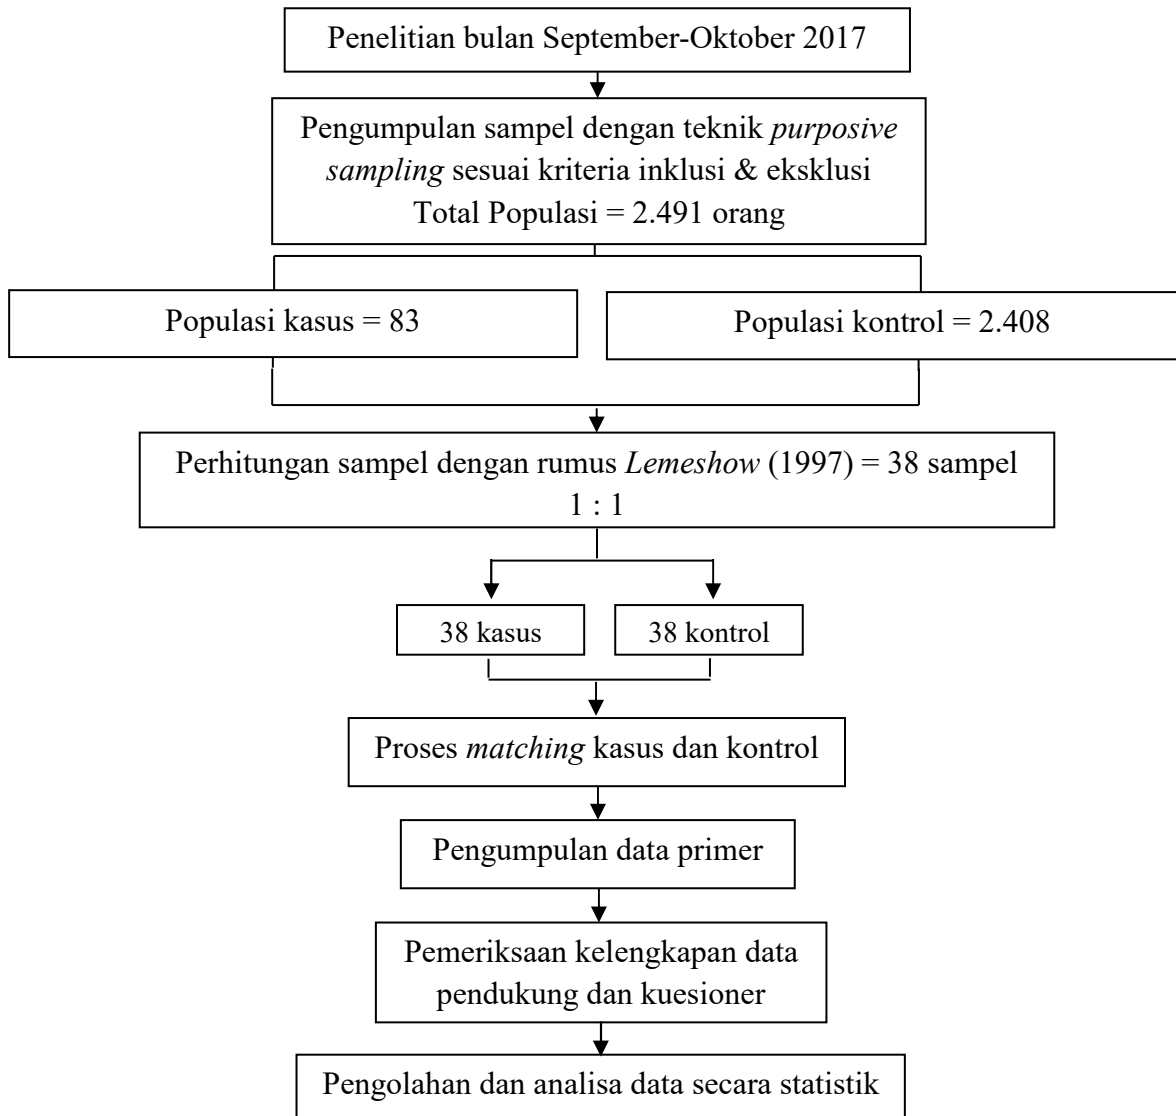 Penelitian bulan September-Oktober 2017
Pengumpulan sampel dengan teknik purposive
sampling sesuai kriteria inklusi & eksklusi
Total Populasi = 2.491 orang
Populasi kasus = 83
Populasi kontrol = 2.408
Perhitungan sampel dengan rumus Lemeshow (1997) = 38 sampel
1 : 1
38 kasus
38 kontrol
Proses matching kasus dan kontrol
Pengumpulan data primer
Pemeriksaan kelengkapan data
pendukung dan kuesioner
Pengolahan dan analisa data secara statistik